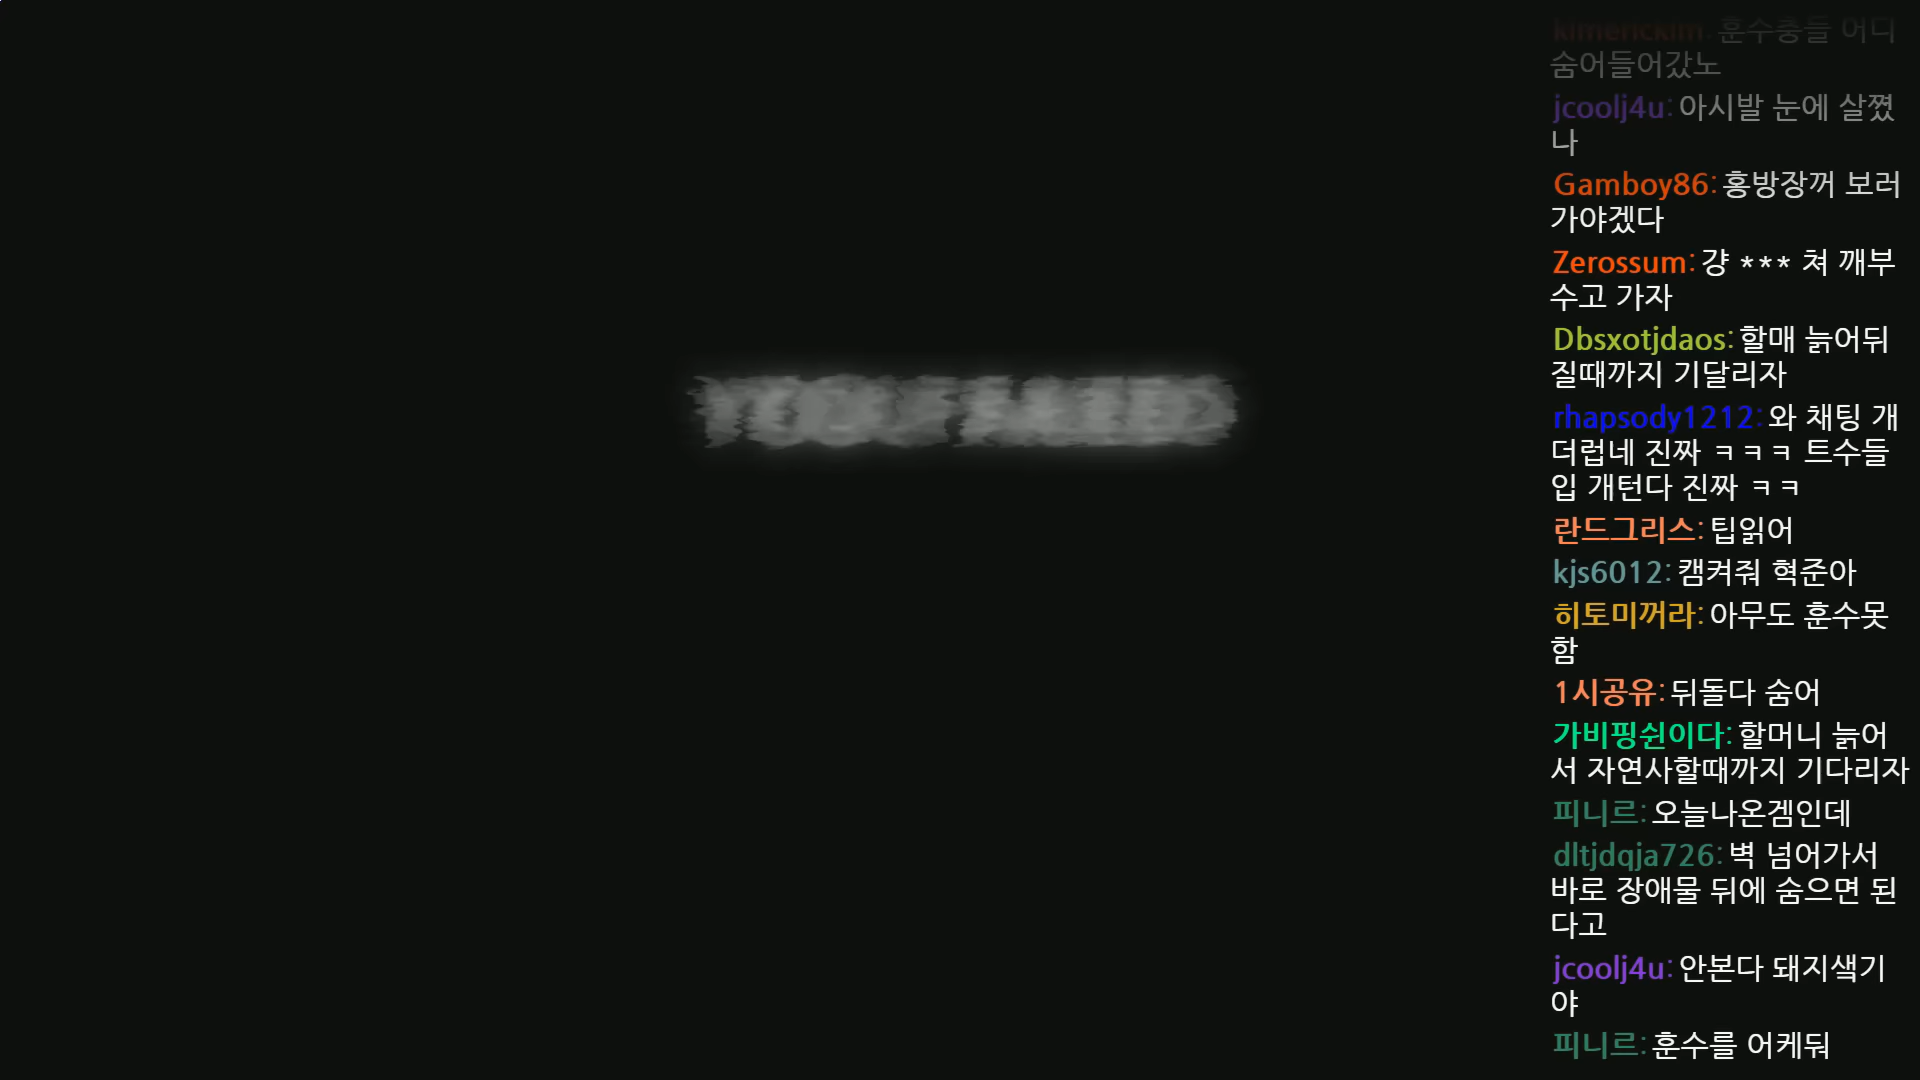 kimerickim: 훈수충들 어디
숨어들어갔노
jcoolj4u: 아시발 눈에 살쪘
나
Gamboy86: 홍방장꺼 보러
가야겠다
Zerossum: 걍 *** 쳐 깨부
수고 가자
Dbsxotjdaos: 할매 늙어뒤
질때까지 기달리자
rhapsody1212: 와 채팅 개
더럽네 진짜 ㅋㅋㅋ 트수들
입 개턴다 진짜 ㅋㅋ
란드그리스: 팁읽어
kjs6012: 캠켜줘 혁준아
히토미꺼라: 아무도 훈수못
함
1시공유: 뒤돌다 숨어
가비핑쉰이다: 할머니 늙어
서 자연사할때까지 기다리자
피니르: 오늘나온겜인데
dltjdqja726: 벽 넘어가서
바로 장애물 뒤에 숨으면 된
다고
jcoolj4u: 안본다 돼지색기
야
피니르: 훈수를 어케둬